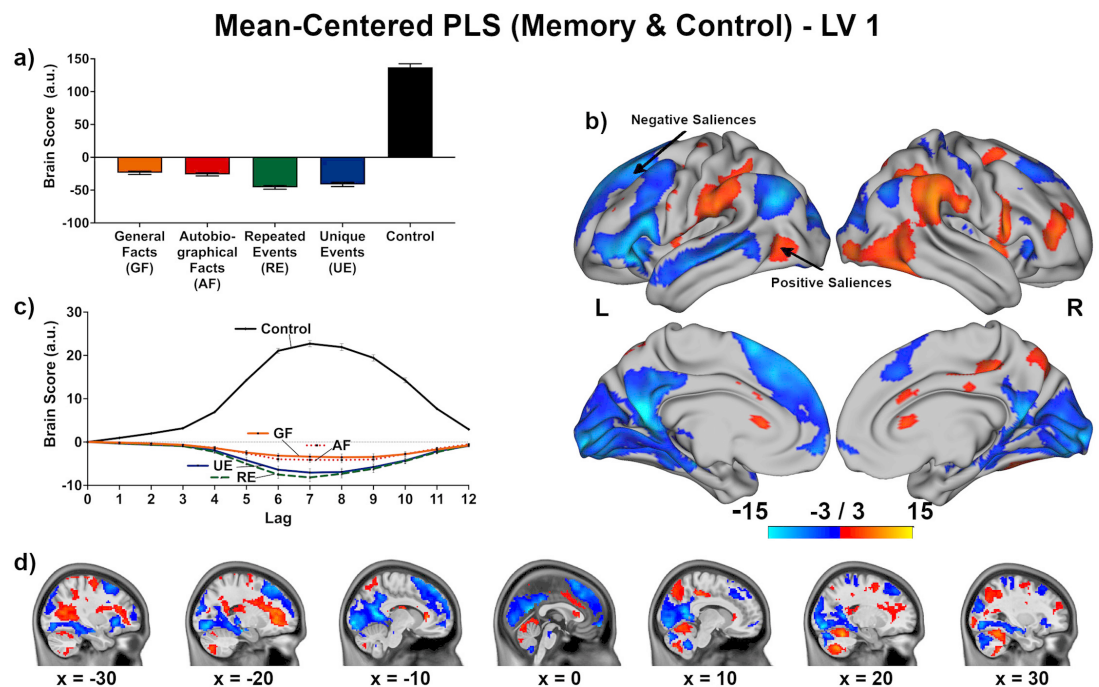 Mean-Centered PLS (Memory & Control) - LV 1
a)
Brain Score (a.u.)
150
100
50
0
-50
-100
General Facts (GF)
Autobio-graphical Facts (AF)
Repeated Events (RE)
Unique Events (UE)
Control
b)
Negative Saliences
Positive Saliences
L
R
-15
-3 / 3
15
c)
Brain Score (a.u.)
30
20
10
0
-10
Control
GF
AF
UE
RE
0 1 2 3 4 5 6 7 8 9 10 11 12
Lag
d)
x = -30
x = -20
x = -10
x = 0
x = 10
x = 20
x = 30